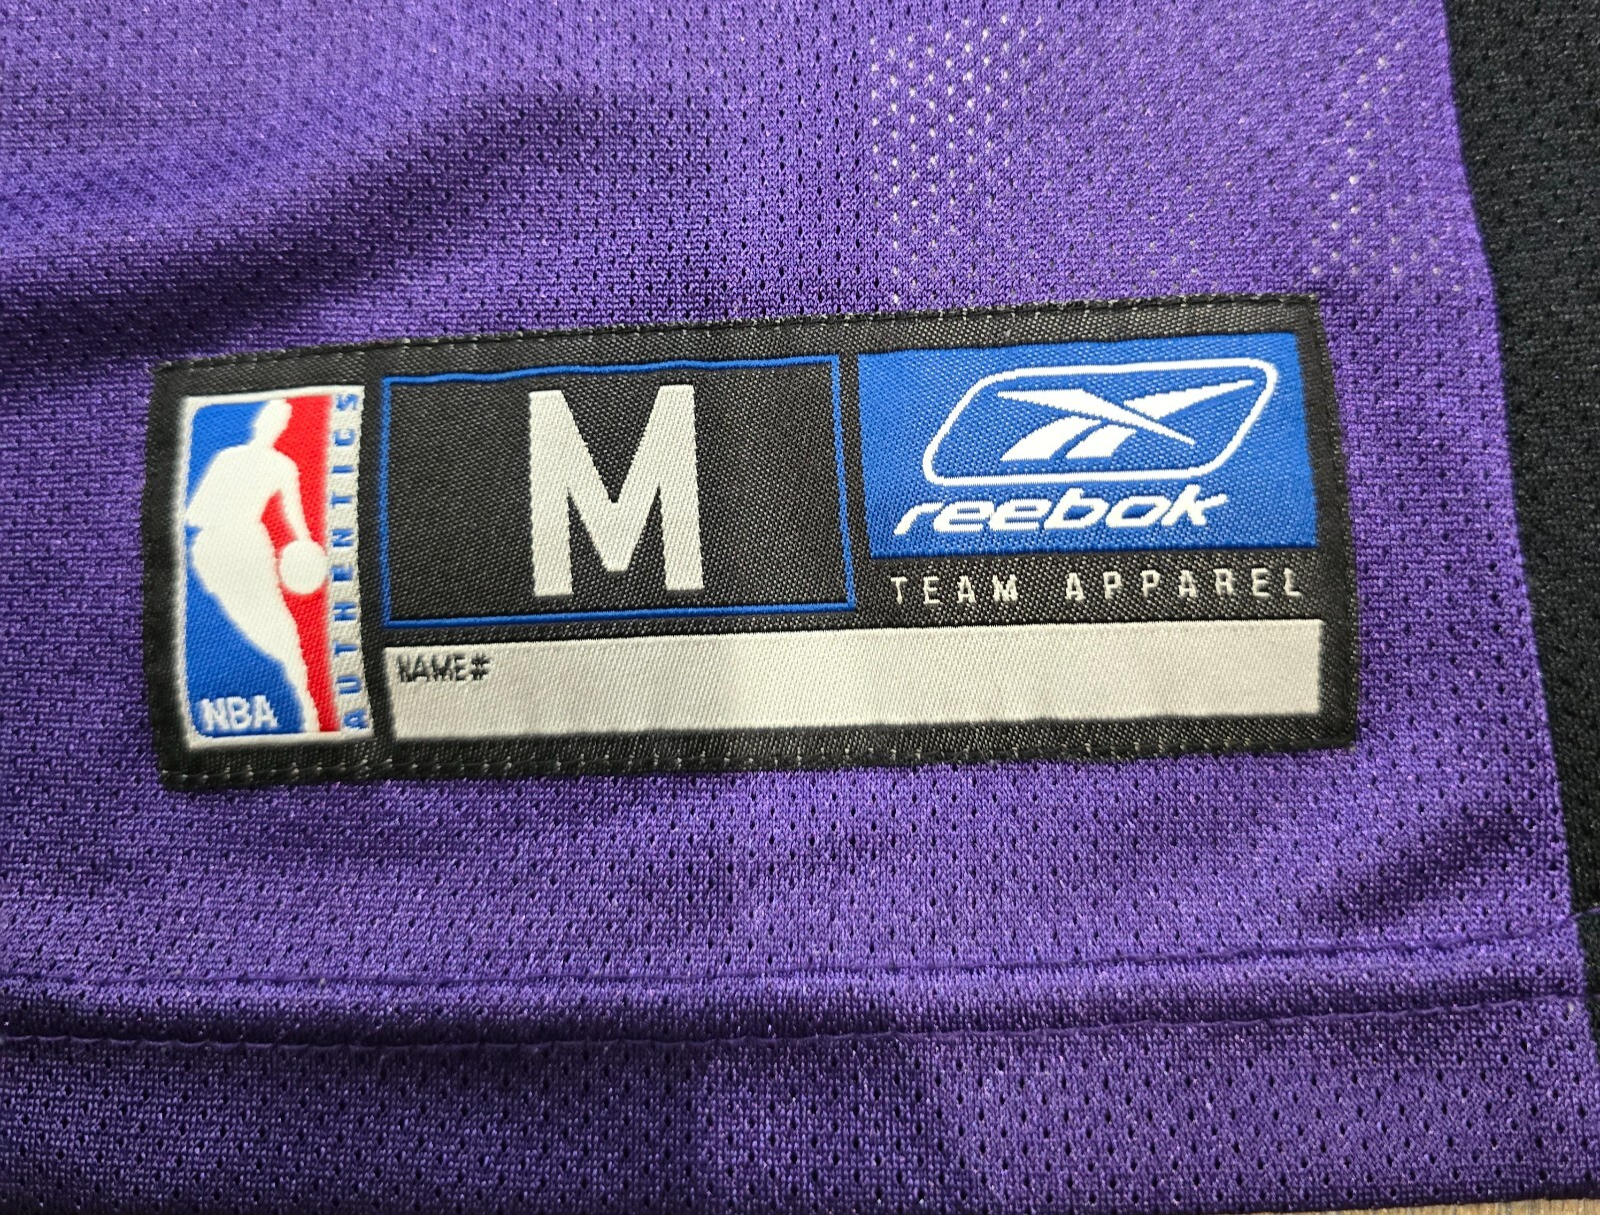 NBA
AUTHENTICS
M
reebok
TEAM APPAREL
NAME#